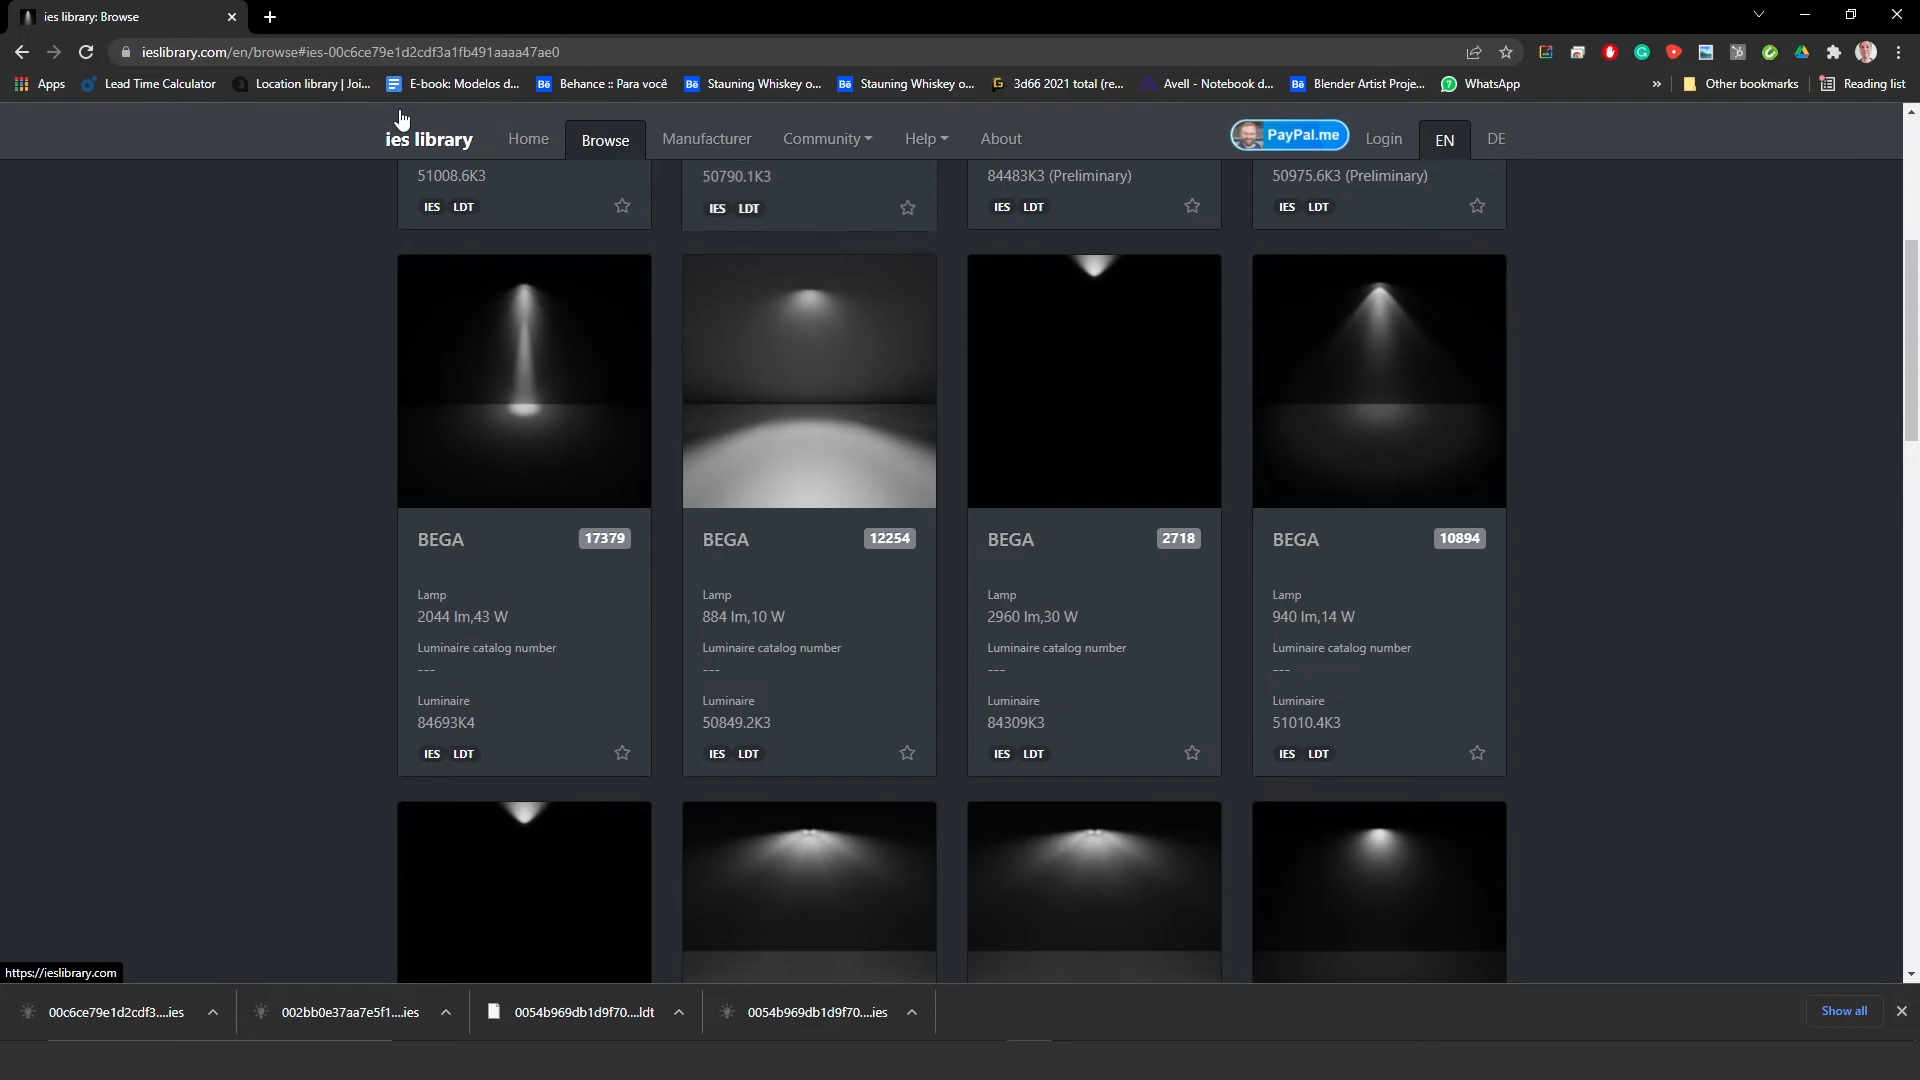 ies library: Browse
ieslibrary.com/en/browse#ies-00c6ce79e1d2cdf3a1fb491aaaa47ae0
Apps Lead Time Calculator Location library | Joi... E-book: Modelos d... Bē Behance :: Para você Bē Stauning Whiskey o... Bē Stauning Whiskey o... 3d66 2021 total (re... Avell - Notebook d... Bē Blender Artist Proje... 7 WhatsApp » Other bookmarks Reading list
ies library Home Browse Manufacturer Community Help About PayPal.me Login EN DE
51008.6K3 50790.1K3 84483K3 (Preliminary) 50975.6K3 (Preliminary)
IES LDT IES LDT IES LDT IES LDT
BEGA 17379 BEGA 12254 BEGA 2718 BEGA 10894
Lamp Lamp Lamp Lamp
2044 lm,43 W 884 lm,10 W 2960 lm,30 W 940 lm,14 W
Luminaire catalog number Luminaire catalog number Luminaire catalog number Luminaire catalog number
--- --- --- ---
Luminaire Luminaire Luminaire Luminaire
84693K4 50849.2K3 84309K3 51010.4K3
IES LDT IES LDT IES LDT IES LDT
https://ieslibrary.com
00c6ce79e1d2cdf3....ies 002bb0e37aa7e5f1....ies 0054b969db1d9f70....ldt 0054b969db1d9f70....ies Show all